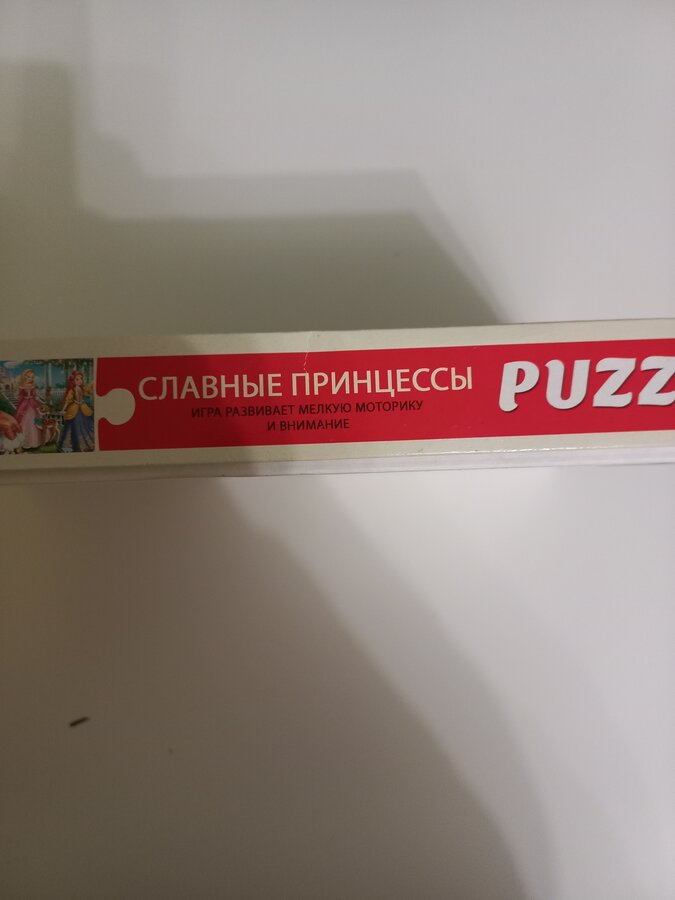 СЛАВНЫЕ ПРИНЦЕССЫ
ИГРА РАЗВИВАЕТ МЕЛКУЮ МОТОРИКУ
И ВНИМАНИЕ
PUZZ